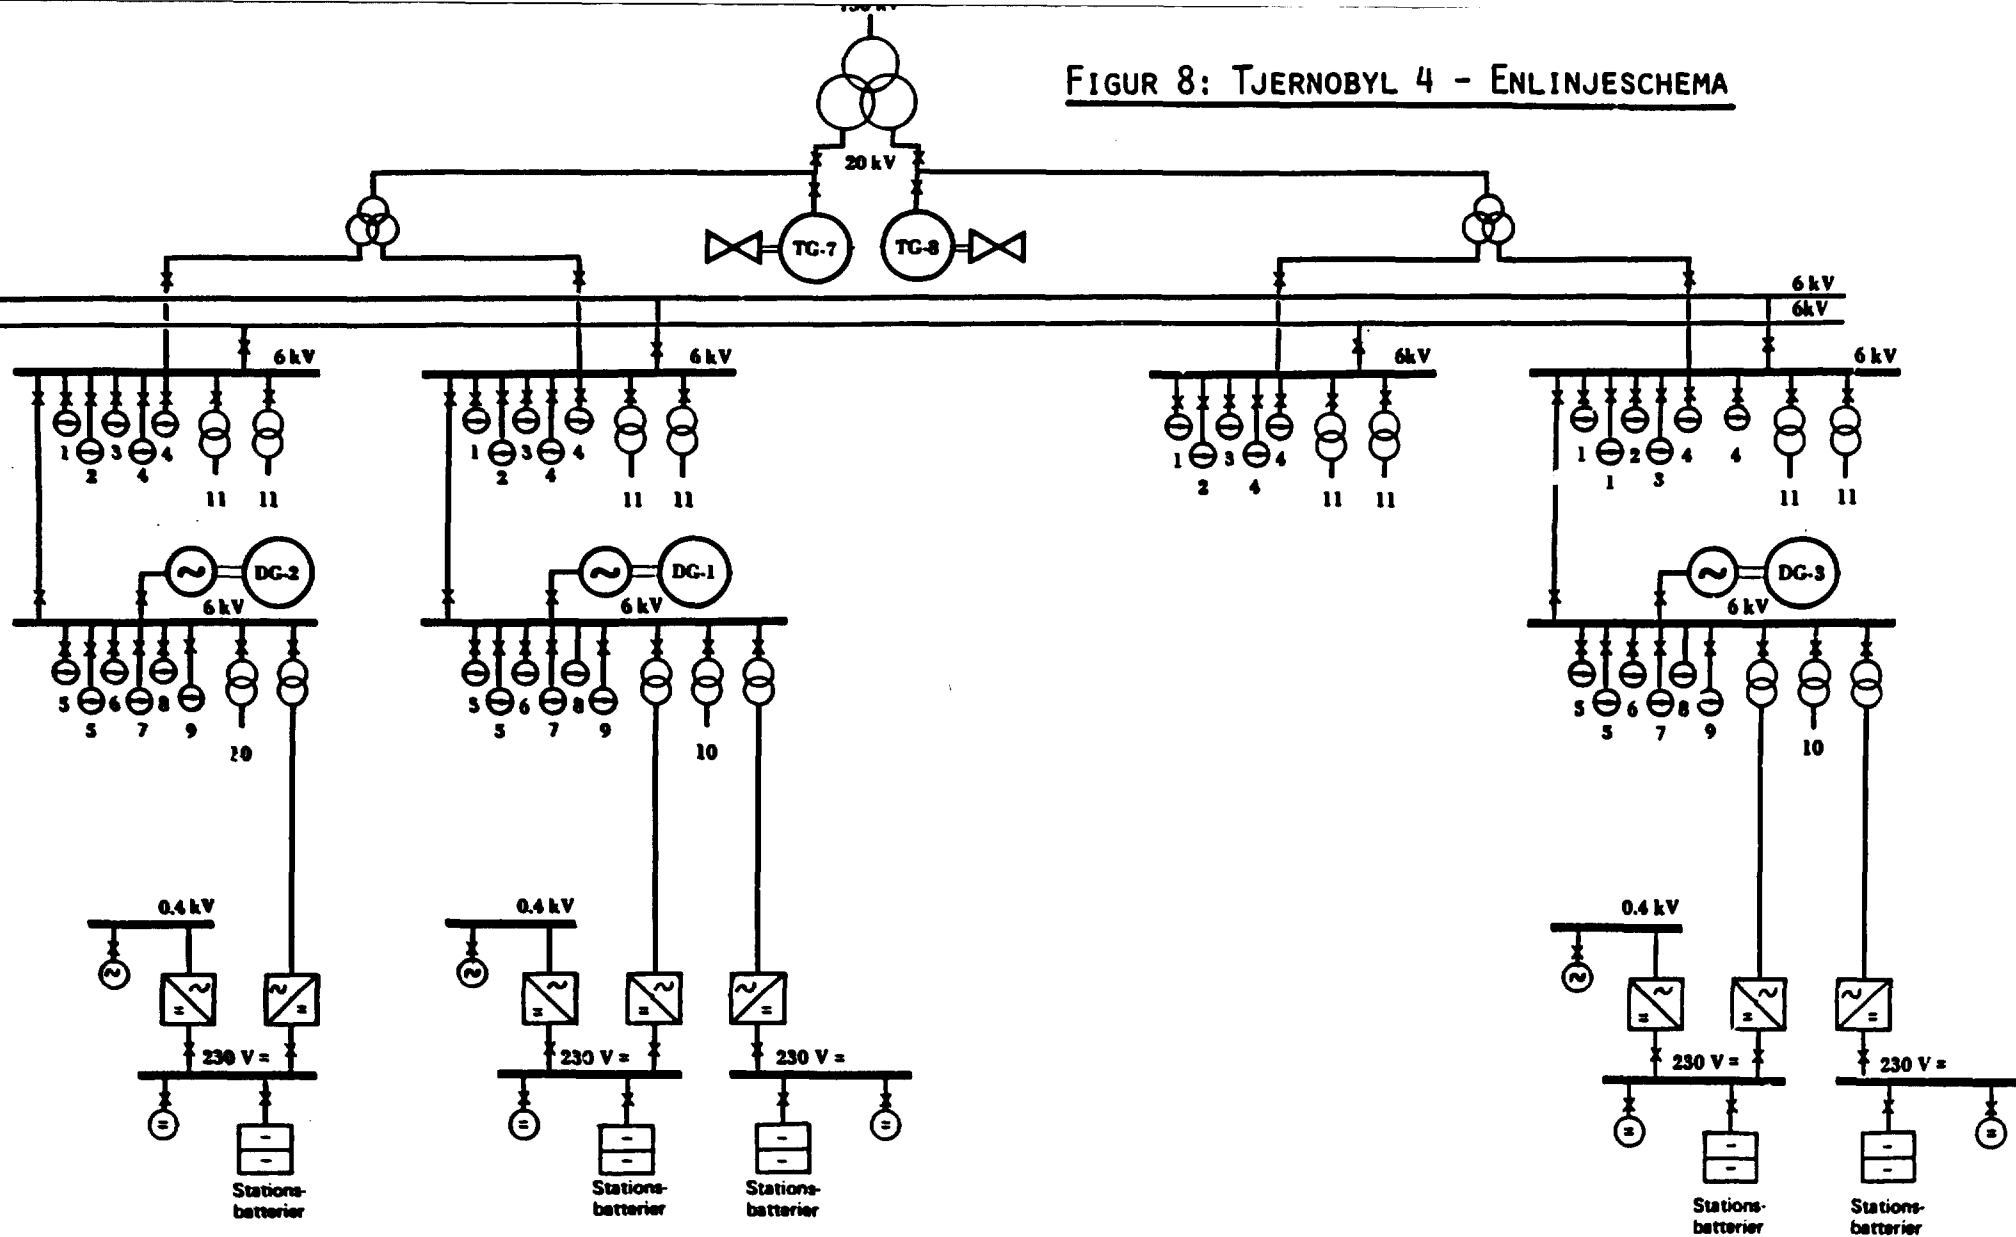 FIGUR 8: TJERNOBYL 4 - ENLINJESCHEMA
20 kV
TG-7 TG-8
6 kV
6kV
6 kV 6 kV 6kV 6 kV
1 3 4 1 3 4 1 3 4 1 2 4 4
2 4 2 4 2 4 1 3
11 11 11 11 11 11 11 11
DG-2 DG-1 DG-3
6 kV 6 kV 6 kV
5 6 8 5 6 8 5 6 8
5 7 9 5 7 9 5 7 9
10 10 10
0.4 kV 0.4 kV 0.4 kV
~ = ~ = ~ = ~ = ~ = ~ = ~ = ~ =
230 V = 230 V = 230 V = 230 V = 230 V =
= = = = =
Stations- Stations- Stations- Stations- Stations-
batterier batterier batterier batterier batterier